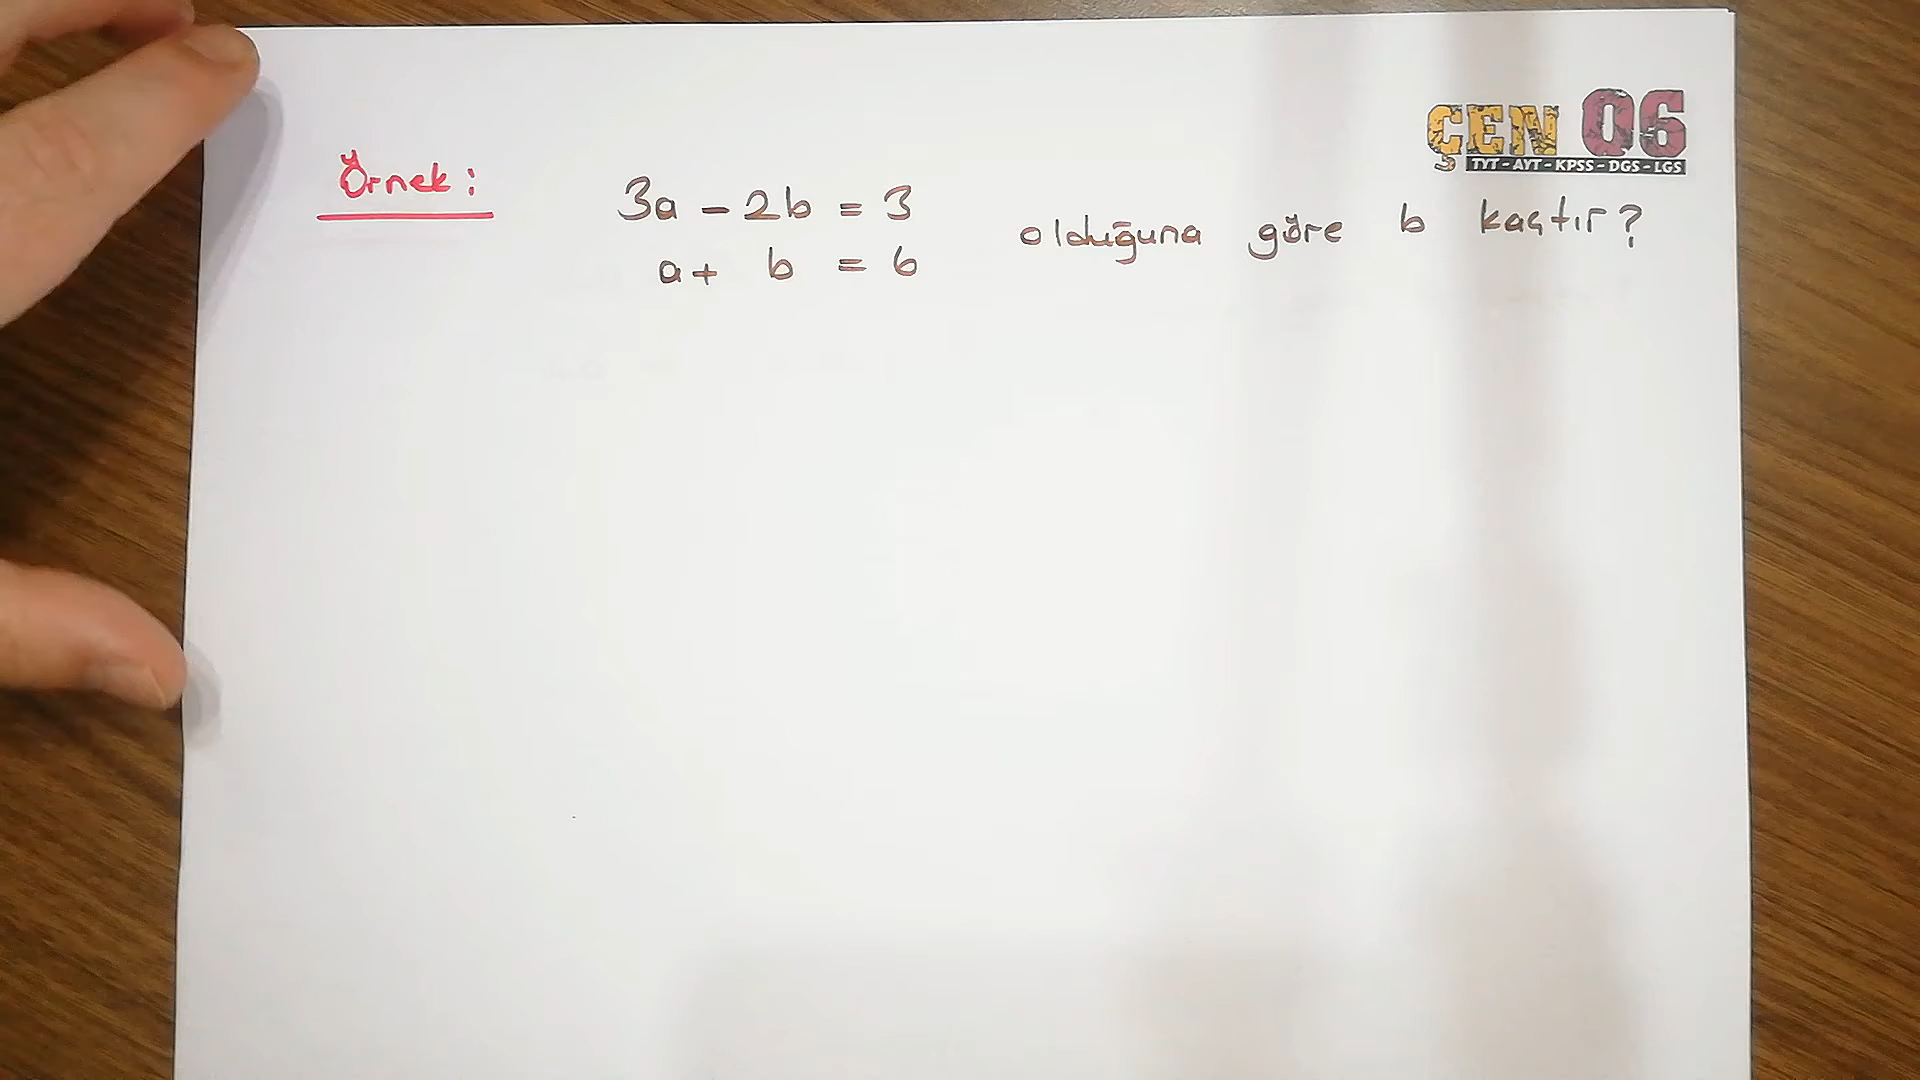 ÇEN 06
TYT - AYT - KPSS - DGS - LGS
Örnek :
3a - 2b = 3
a + b = 6
olduğuna göre b kaçtır?